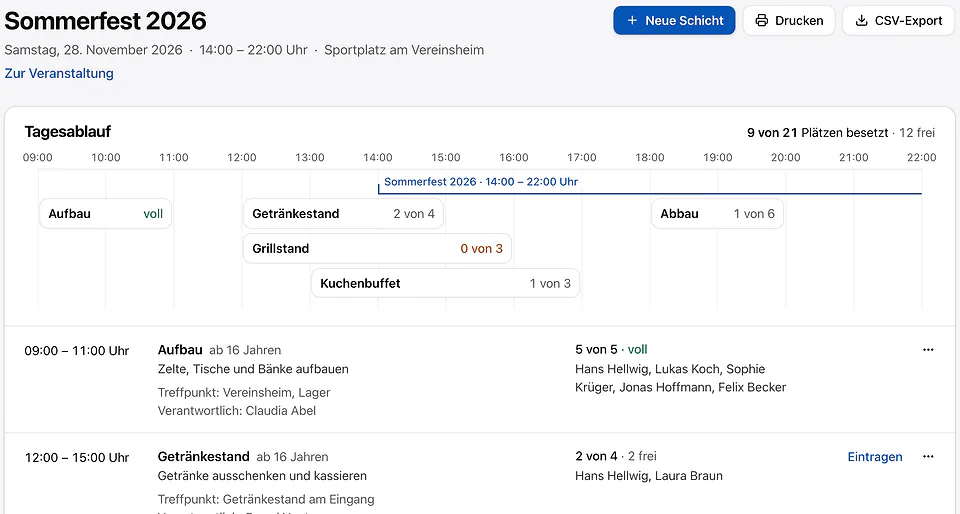 Sommerfest 2026
+ Neue Schicht
Drucken
CSV-Export
Samstag, 28. November 2026 · 14:00 – 22:00 Uhr · Sportplatz am Vereinsheim
Zur Veranstaltung
Tagesablauf
9 von 21 Plätzen besetzt · 12 frei
09:00 10:00 11:00 12:00 13:00 14:00 15:00 16:00 17:00 18:00 19:00 20:00 21:00 22:00
Sommerfest 2026 · 14:00 – 22:00 Uhr
Aufbau voll
Getränkestand 2 von 4
Abbau 1 von 6
Grillstand 0 von 3
Kuchenbuffet 1 von 3
09:00 – 11:00 Uhr
Aufbau ab 16 Jahren
Zelte, Tische und Bänke aufbauen
Treffpunkt: Vereinsheim, Lager
Verantwortlich: Claudia Abel
5 von 5 · voll
Hans Hellwig, Lukas Koch, Sophie
Krüger, Jonas Hoffmann, Felix Becker
12:00 – 15:00 Uhr
Getränkestand ab 16 Jahren
Getränke ausschenken und kassieren
Treffpunkt: Getränkestand am Eingang
2 von 4 · 2 frei
Hans Hellwig, Laura Braun
Eintragen